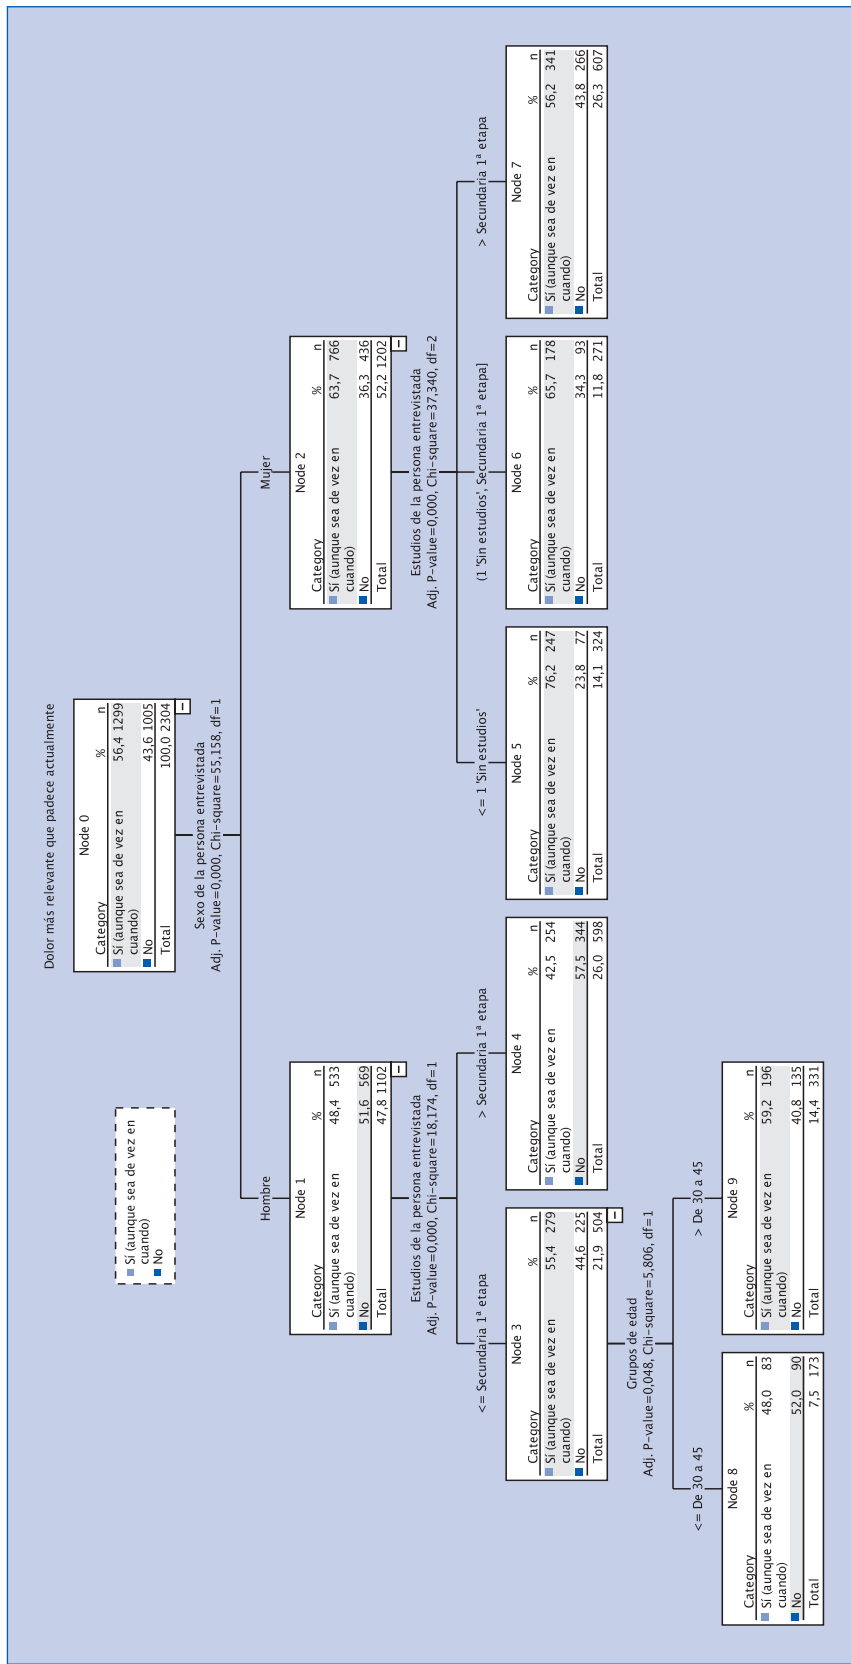 Dolor más relevante que padece actualmente
Sí (aunque sea de vez en
cuando)
No
Node 0
Category % n
Sí (aunque sea de vez en 56,4 1299
cuando)
No 43,6 1005
Total 100,0 2304
Sexo de la persona entrevistada
Adj. P-value=0,000, Chi-square=55,158, df=1
Hombre
Mujer
Node 1
Category % n
Sí (aunque sea de vez en 48,4 533
cuando)
No 51,6 569
Total 47,8 1102
Node 2
Category % n
Sí (aunque sea de vez en 63,7 766
cuando)
No 36,3 436
Total 52,2 1202
Estudios de la persona entrevistada
Adj. P-value=0,000, Chi-square=18,174, df=1
Estudios de la persona entrevistada
Adj. P-value=0,000, Chi-square=37,340, df=2
<= Secundaria 1ª etapa
> Secundaria 1ª etapa
<= 1 'Sin estudios'
(1 'Sin estudios', Secundaria 1ª etapa]
> Secundaria 1ª etapa
Node 3
Category % n
Sí (aunque sea de vez en 55,4 279
cuando)
No 44,6 225
Total 21,9 504
Node 4
Category % n
Sí (aunque sea de vez en 42,5 254
cuando)
No 57,5 344
Total 26,0 598
Node 5
Category % n
Sí (aunque sea de vez en 76,2 247
cuando)
No 23,8 77
Total 14,1 324
Node 6
Category % n
Sí (aunque sea de vez en 65,7 178
cuando)
No 34,3 93
Total 11,8 271
Node 7
Category % n
Sí (aunque sea de vez en 56,2 341
cuando)
No 43,8 266
Total 26,3 607
Grupos de edad
Adj. P-value=0,048, Chi-square=5,806, df=1
<= De 30 a 45
> De 30 a 45
Node 8
Category % n
Sí (aunque sea de vez en 48,0 83
cuando)
No 52,0 90
Total 7,5 173
Node 9
Category % n
Sí (aunque sea de vez en 59,2 196
cuando)
No 40,8 135
Total 14,4 331